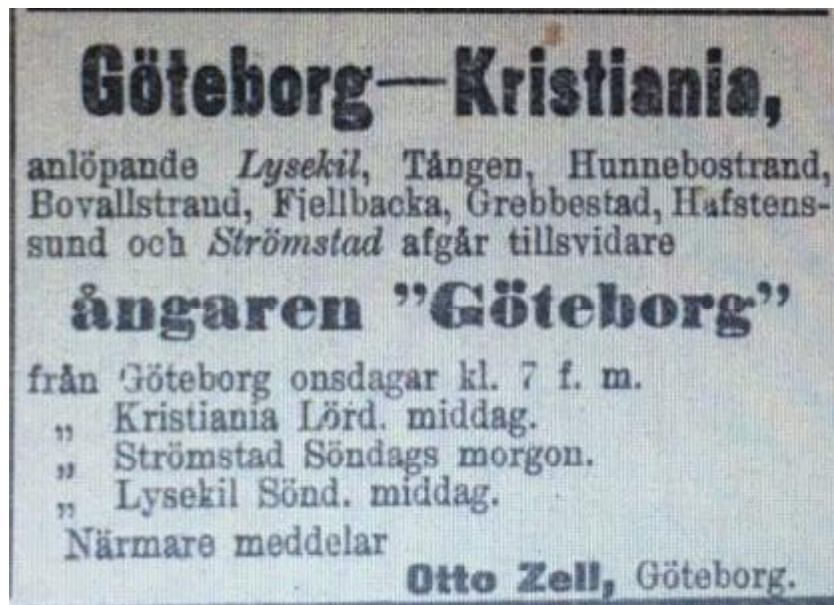 Göteborg—Kristiania,
anlöpande Lysekil, Tången, Hunnebostrand,
Bovallstrand, Fjellbacka, Grebbestad, Hafstens-
sund och Strömstad afgår tillsvidare
ångaren ”Göteborg”
från Göteborg onsdagar kl. 7 f. m.
„ Kristiania Lörd. middag.
„ Strömstad Söndags morgon.
„ Lysekil Sönd. middag.
Närmare meddelar
Otto Zell, Göteborg.